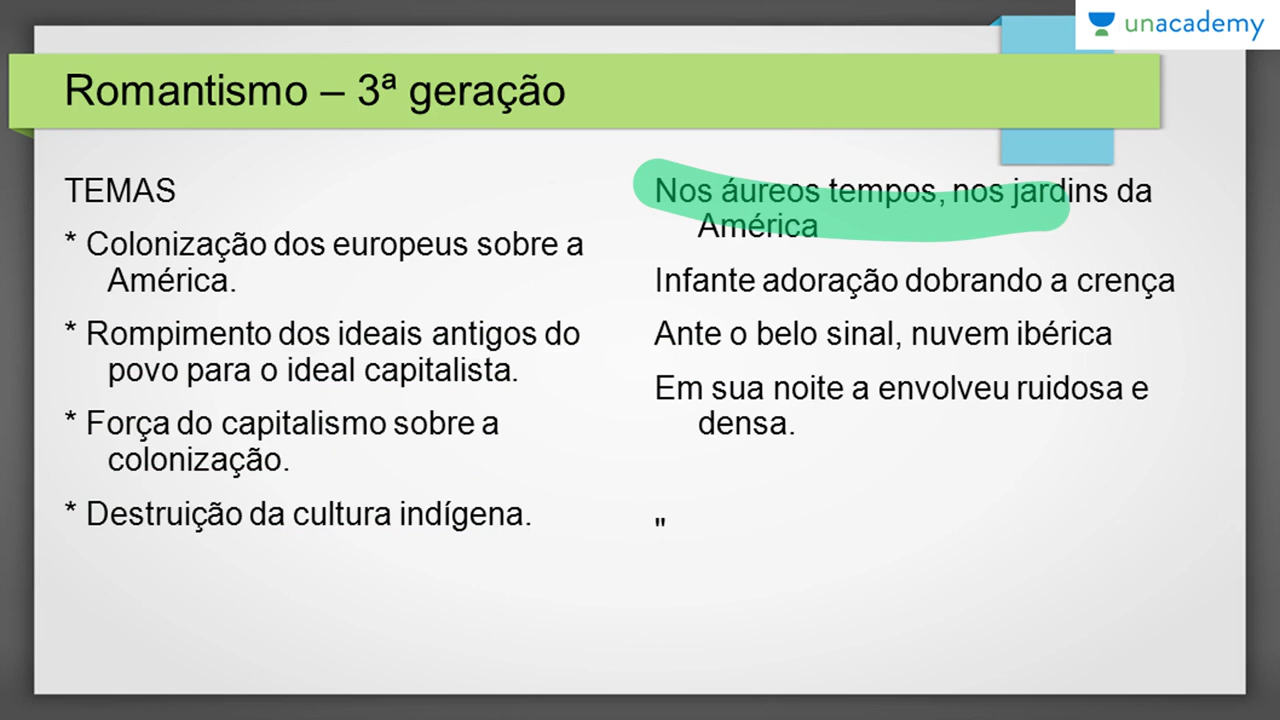 unacademy
Romantismo – 3ª geração
TEMAS
* Colonização dos europeus sobre a
América.
* Rompimento dos ideais antigos do
povo para o ideal capitalista.
* Força do capitalismo sobre a
colonização.
* Destruição da cultura indígena.
Nos áureos tempos, nos jardins da
América
Infante adoração dobrando a crença
Ante o belo sinal, nuvem ibérica
Em sua noite a envolveu ruidosa e
densa.
"